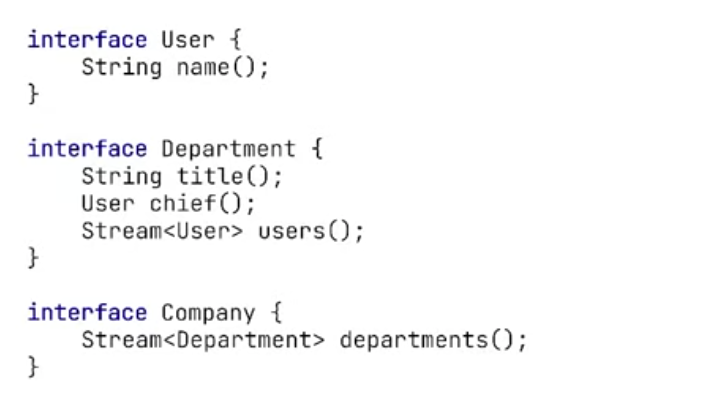 interface User {
    String name();
}

interface Department {
    String title();
    User chief();
    Stream<User> users();
}

interface Company {
    Stream<Department> departments();
}